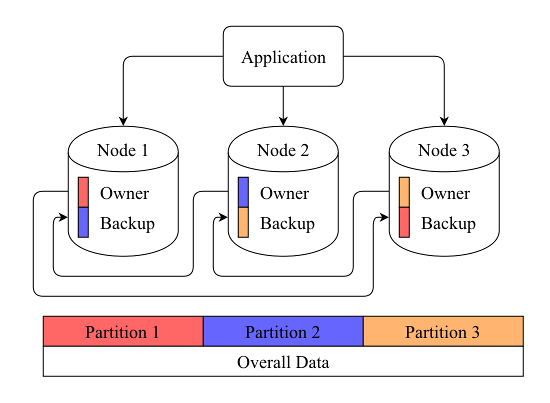 Application
Node 1
Node 2
Node 3
Owner
Owner
Owner
Backup
Backup
Backup
Partition 1
Partition 2
Partition 3
Overall Data